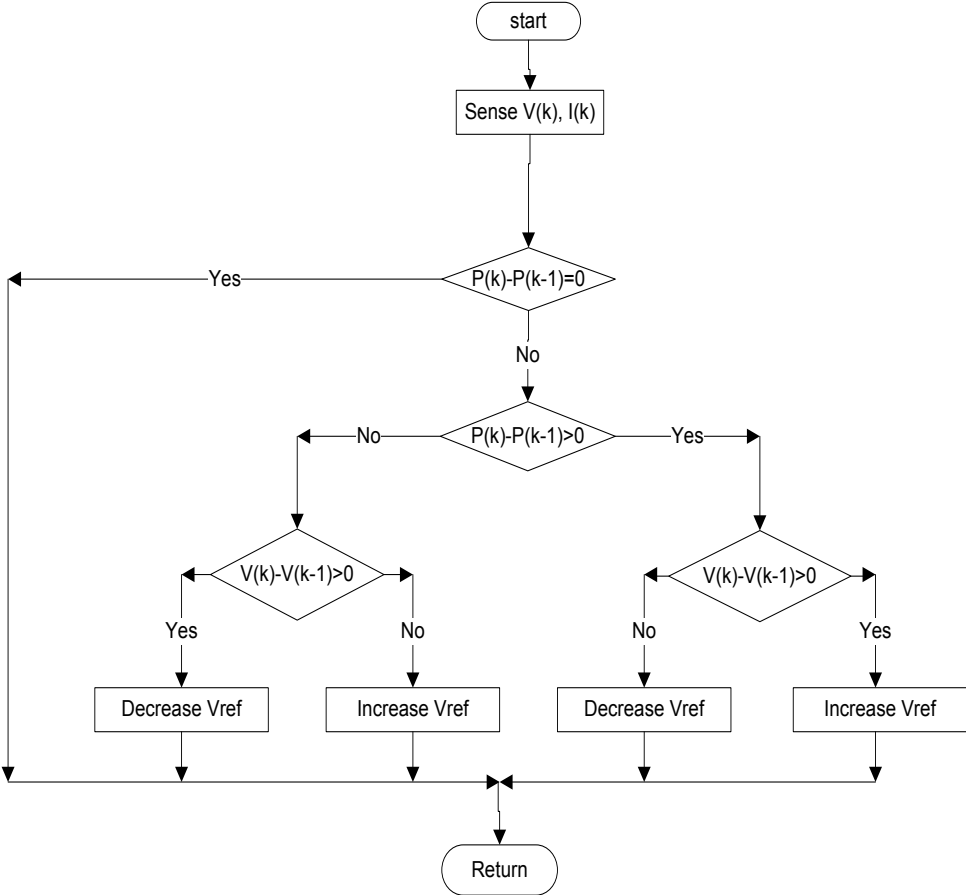 start
Sense V(k), I(k)
Yes
P(k)-P(k-1)=0
No
No
P(k)-P(k-1)>0
Yes
V(k)-V(k-1)>0
V(k)-V(k-1)>0
Yes
No
No
Yes
Decrease Vref
Increase Vref
Decrease Vref
Increase Vref
Return